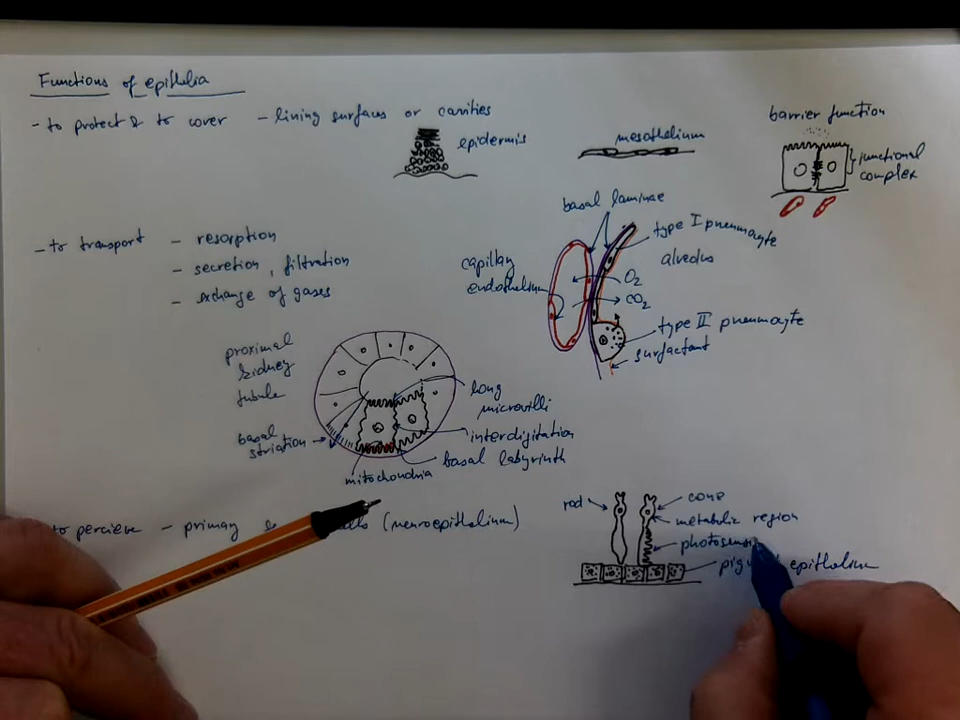 Functions of epithelia
- to protect & to cover - lining surfaces or cavities
epidermis
mesothelium
barrier function
junctional
complex
- to transport - resorption
- secretion, filtration
- exchange of gases
basal laminae
type I pneumocyte
alveolus
capillary
endothelium
O2
CO2
type II pneumocyte
surfactant
proximal
kidney
tubule
basal
striation
long
microvilli
interdigitation
basal labyrinth
mitochondria
to percieve - primary
(neuroepithelium)
rod
cone
metabolic region
photosensi
pig
epithelium